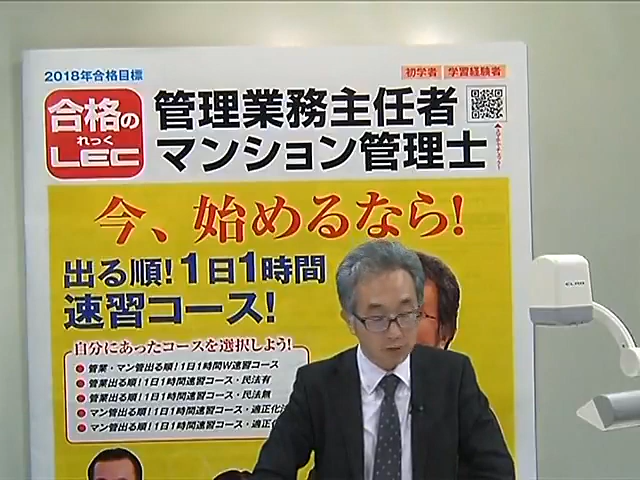 2018年合格目標
初学者 学習経験者
合格の
れっく
LEC
管理業務主任者
マンション管理士
今、始めるなら!
出る順!1日1時間
速習コース!
自分にあったコースを選択しよう!
●管業・マン管出る順!1日1時間W速習コース
●管業出る順!1日1時間速習コース・民法有
●管業出る順!1日1時間速習コース・民法無
●マン管出る順!1日1時間速習コース・適正化
●マン管出る順!1日1時間速習コース・適正
ELMO